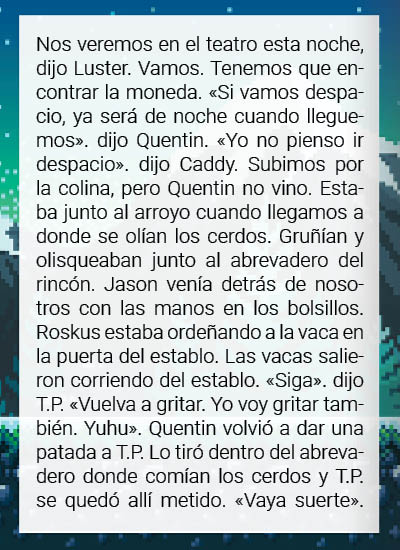 Nos veremos en el teatro esta noche,
dijo Luster. Vamos. Tenemos que en-
contrar la moneda. «Si vamos despa-
cio, ya será de noche cuando llegue-
mos». dijo Quentin. «Yo no pienso ir
despacio». dijo Caddy. Subimos por
la colina, pero Quentin no vino. Esta-
ba junto al arroyo cuando llegamos a
donde se olían los cerdos. Gruñían y
olisqueaban junto al abrevadero del
rincón. Jason venía detrás de noso-
tros con las manos en los bolsillos.
Roskus estaba ordeñando a la vaca en
la puerta del establo. Las vacas salie-
ron corriendo del establo. «Siga». dijo
T.P. «Vuelva a gritar. Yo voy gritar tam-
bién. Yuhu». Quentin volvió a dar una
patada a T.P. Lo tiró dentro del abreva-
dero donde comían los cerdos y T.P.
se quedó allí metido. «Vaya suerte».